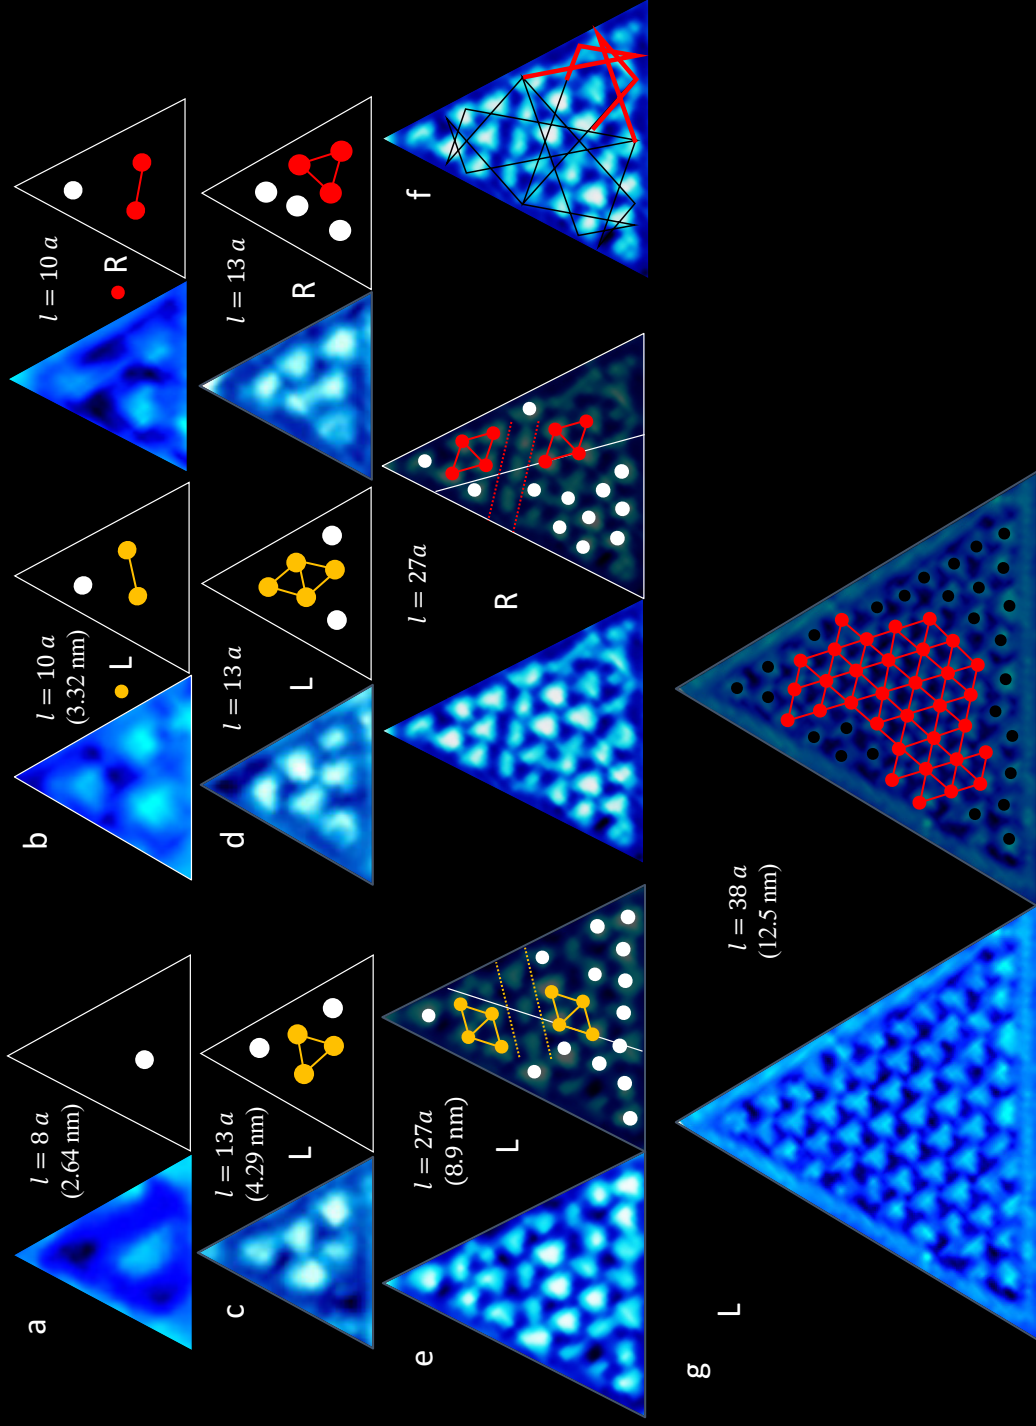 a
l = 8 a
(2.64 nm)
b
l = 10 a
(3.32 nm)
L
l = 10 a
R
c
l = 13 a
(4.29 nm)
L
d
l = 13 a
L
l = 13 a
R
e
l = 27a
(8.9 nm)
L
l = 27a
R
f
g
L
l = 38 a
(12.5 nm)